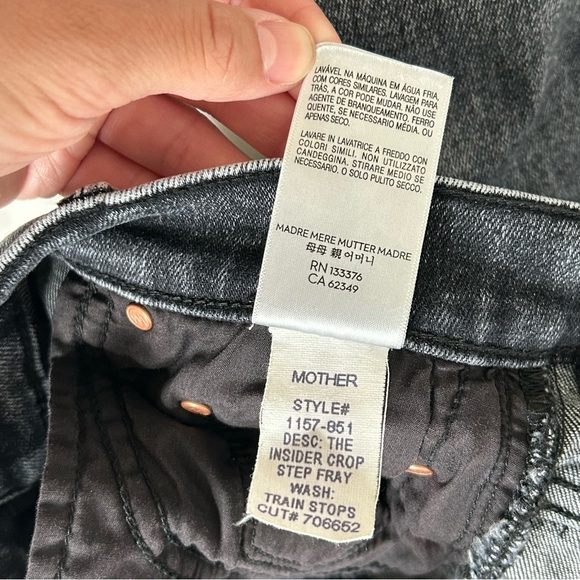 LAVÁVEL NA MÁQUINA EM ÁGUA FRIA,
COM CORES SIMILARES. LAVAGEM PARA
TRÁS, A COR PODE MUDAR. NÃO USE
AGENTE DE BRANQUEAMENTO. FERRO
QUENTE, SE NECESSARIO MÉDIA. OU
APENAS SECO.
LAVARE IN LAVATRICE A FREDDO CON
COLORI SIMILI. NON UTILIZZATO
CANDEGGINA. STIRARE MEDIO SE
NECESSARIO. O SOLO PULITO SECCO.
MADRE MERE MUTTER MADRE
母母 親 어머니
RN 133376
CA 62349
MOTHER
STYLE#
1157-851
DESC: THE
INSIDER CROP
STEP FRAY
WASH:
TRAIN STOPS
CUT# 706652